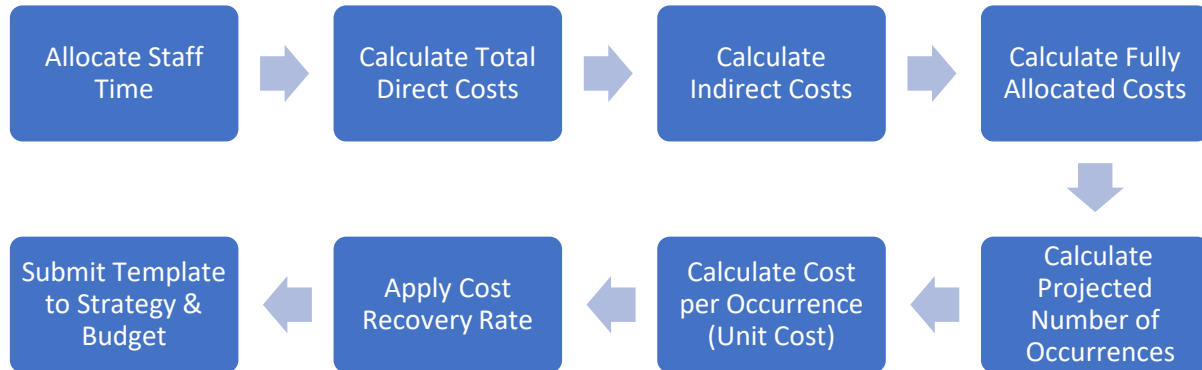 Allocate Staff
Time
Calculate Total
Direct Costs
Calculate
Indirect Costs
Calculate Fully
Allocated Costs
Calculate
Projected
Number of
Occurrences
Calculate Cost
per Occurrence
(Unit Cost)
Apply Cost
Recovery Rate
Submit Template
to Strategy &
Budget